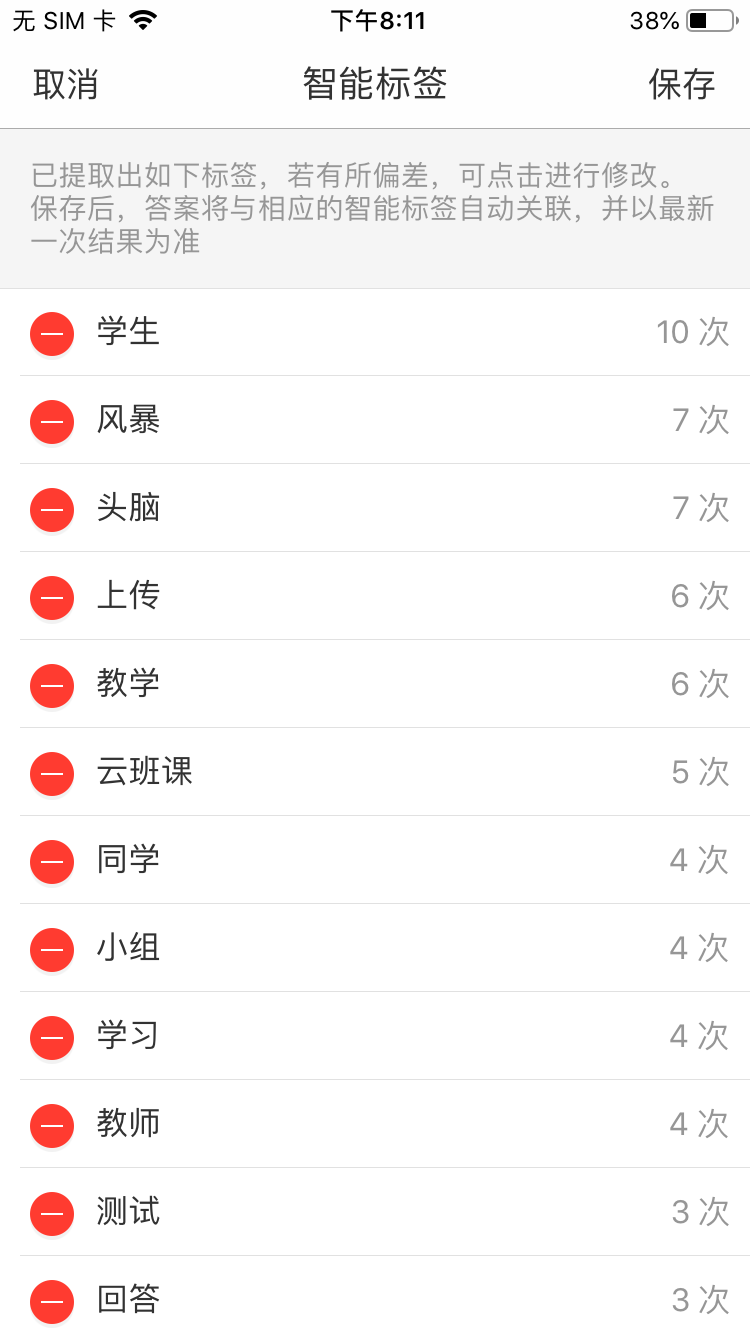 无 SIM 卡 下午8:11 38%
取消 智能标签 保存
已提取出如下标签，若有所偏差，可点击进行修改。
保存后，答案将与相应的智能标签自动关联，并以最新
一次结果为准
学生 10 次
风暴 7 次
头脑 7 次
上传 6 次
教学 6 次
云班课 5 次
同学 4 次
小组 4 次
学习 4 次
教师 4 次
测试 3 次
回答 3 次